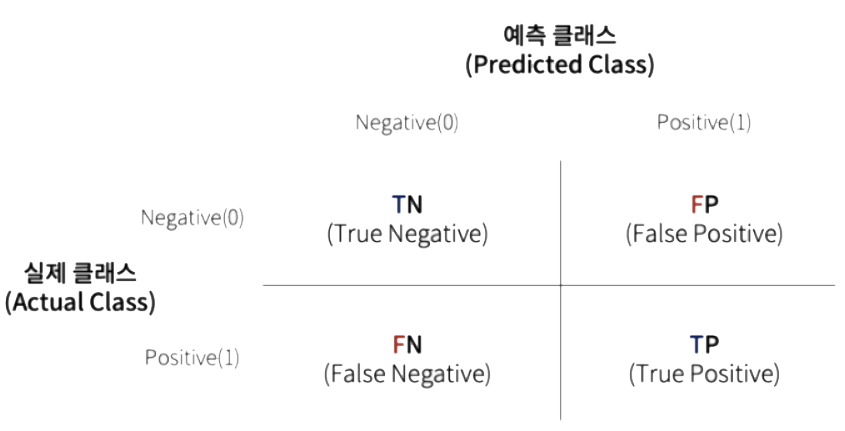 예측 클래스
(Predicted Class)
Negative(0)
Positive(1)
Negative(0)
TN
(True Negative)
FP
(False Positive)
실제 클래스
(Actual Class)
Positive(1)
FN
(False Negative)
TP
(True Positive)